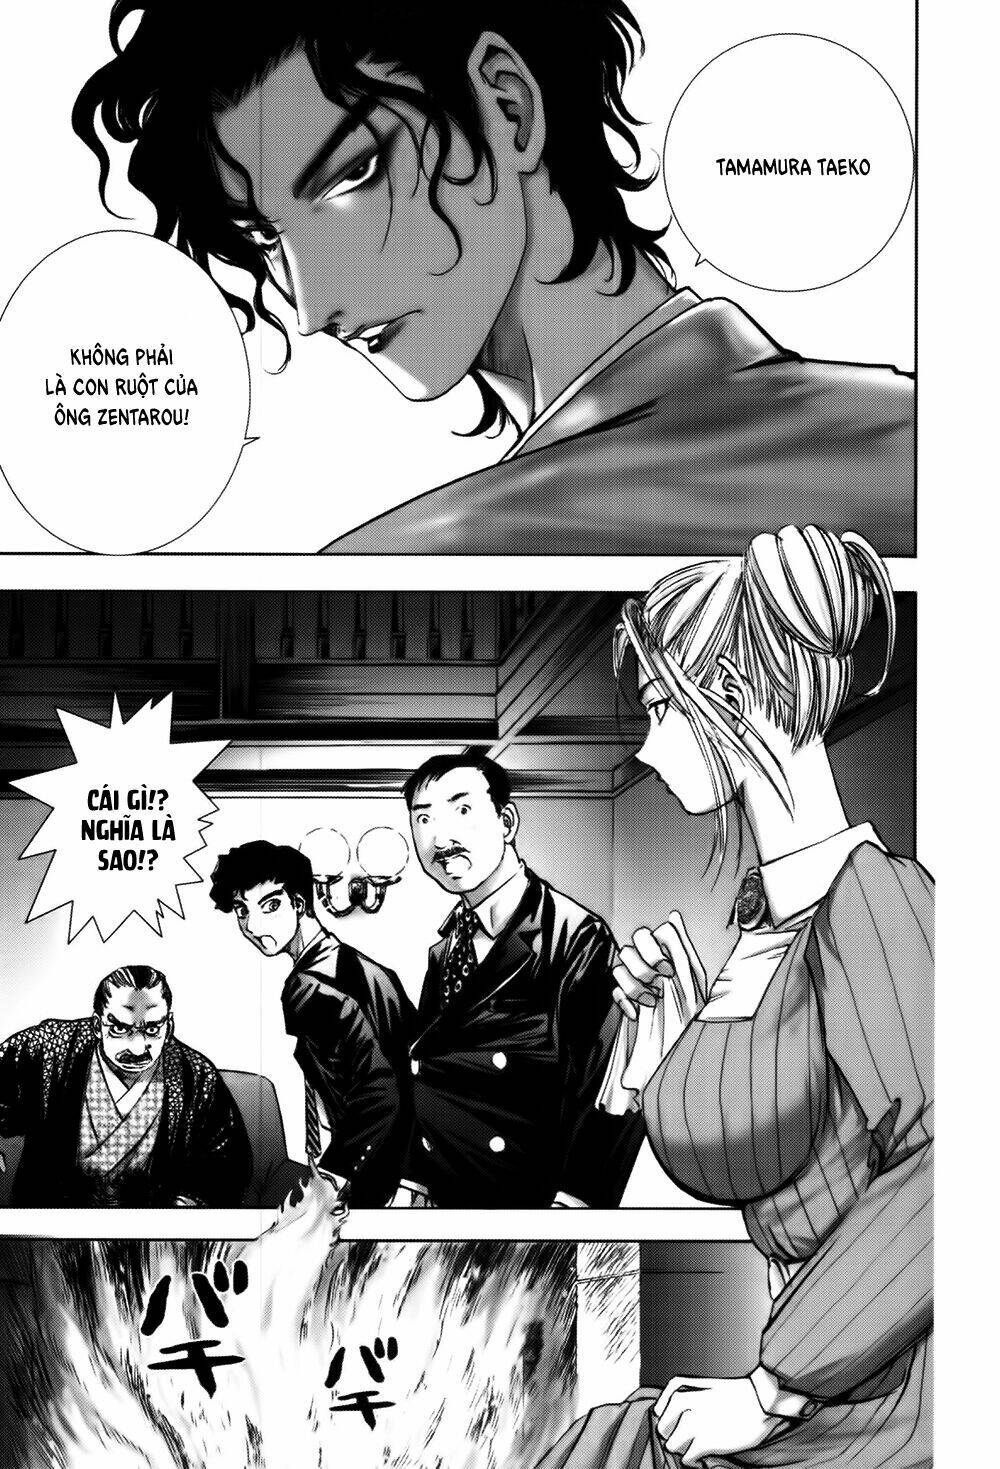 TAMAMURA TAEKO
KHÔNG PHẢI
LÀ CON RUỘT CỦA
ÔNG ZENTAROU!
CÁI GÌ!?
NGHĨA LÀ
SAO!?
バチ
バチ